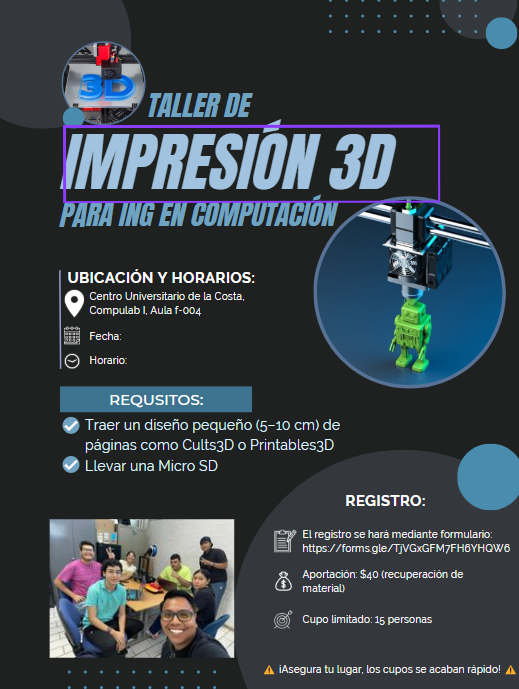 3D
TALLER DE
IMPRESIÓN 3D
PARA ING EN COMPUTACIÓN
UBICACIÓN Y HORARIOS:
Centro Universitario de la Costa,
Compulab I, Aula f-004
Fecha:
Horario:
REQUSITOS:
Traer un diseño pequeño (5–10 cm) de
páginas como Cults3D o Printables3D
Llevar una Micro SD
REGISTRO:
El registro se hará mediante formulario:
https://forms.gle/TjVGxGFM7FH6YHQW6
Aportación: $40 (recuperación de
material)
Cupo limitado: 15 personas
¡Asegura tu lugar, los cupos se acaban rápido!